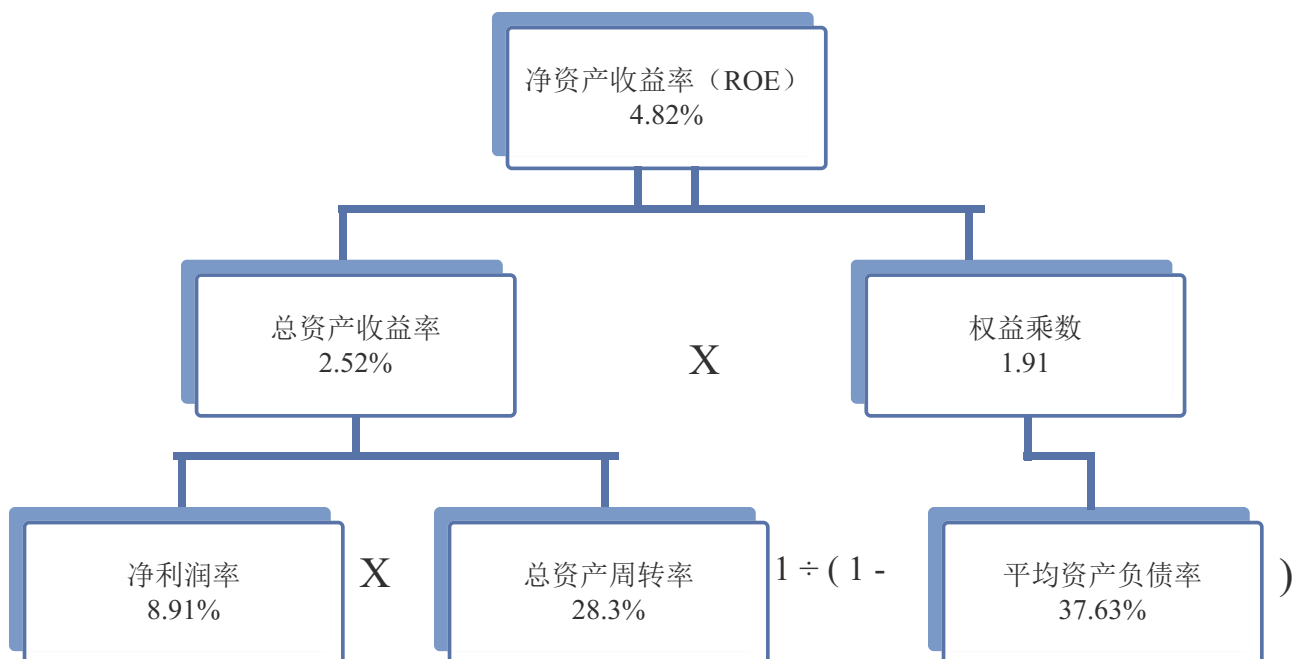 净资产收益率（ROE）
4.82%
总资产收益率
2.52%
X
权益乘数
1.91
净利润率
8.91%
X
总资产周转率
28.3%
1 ÷ ( 1 -
平均资产负债率
37.63%
)